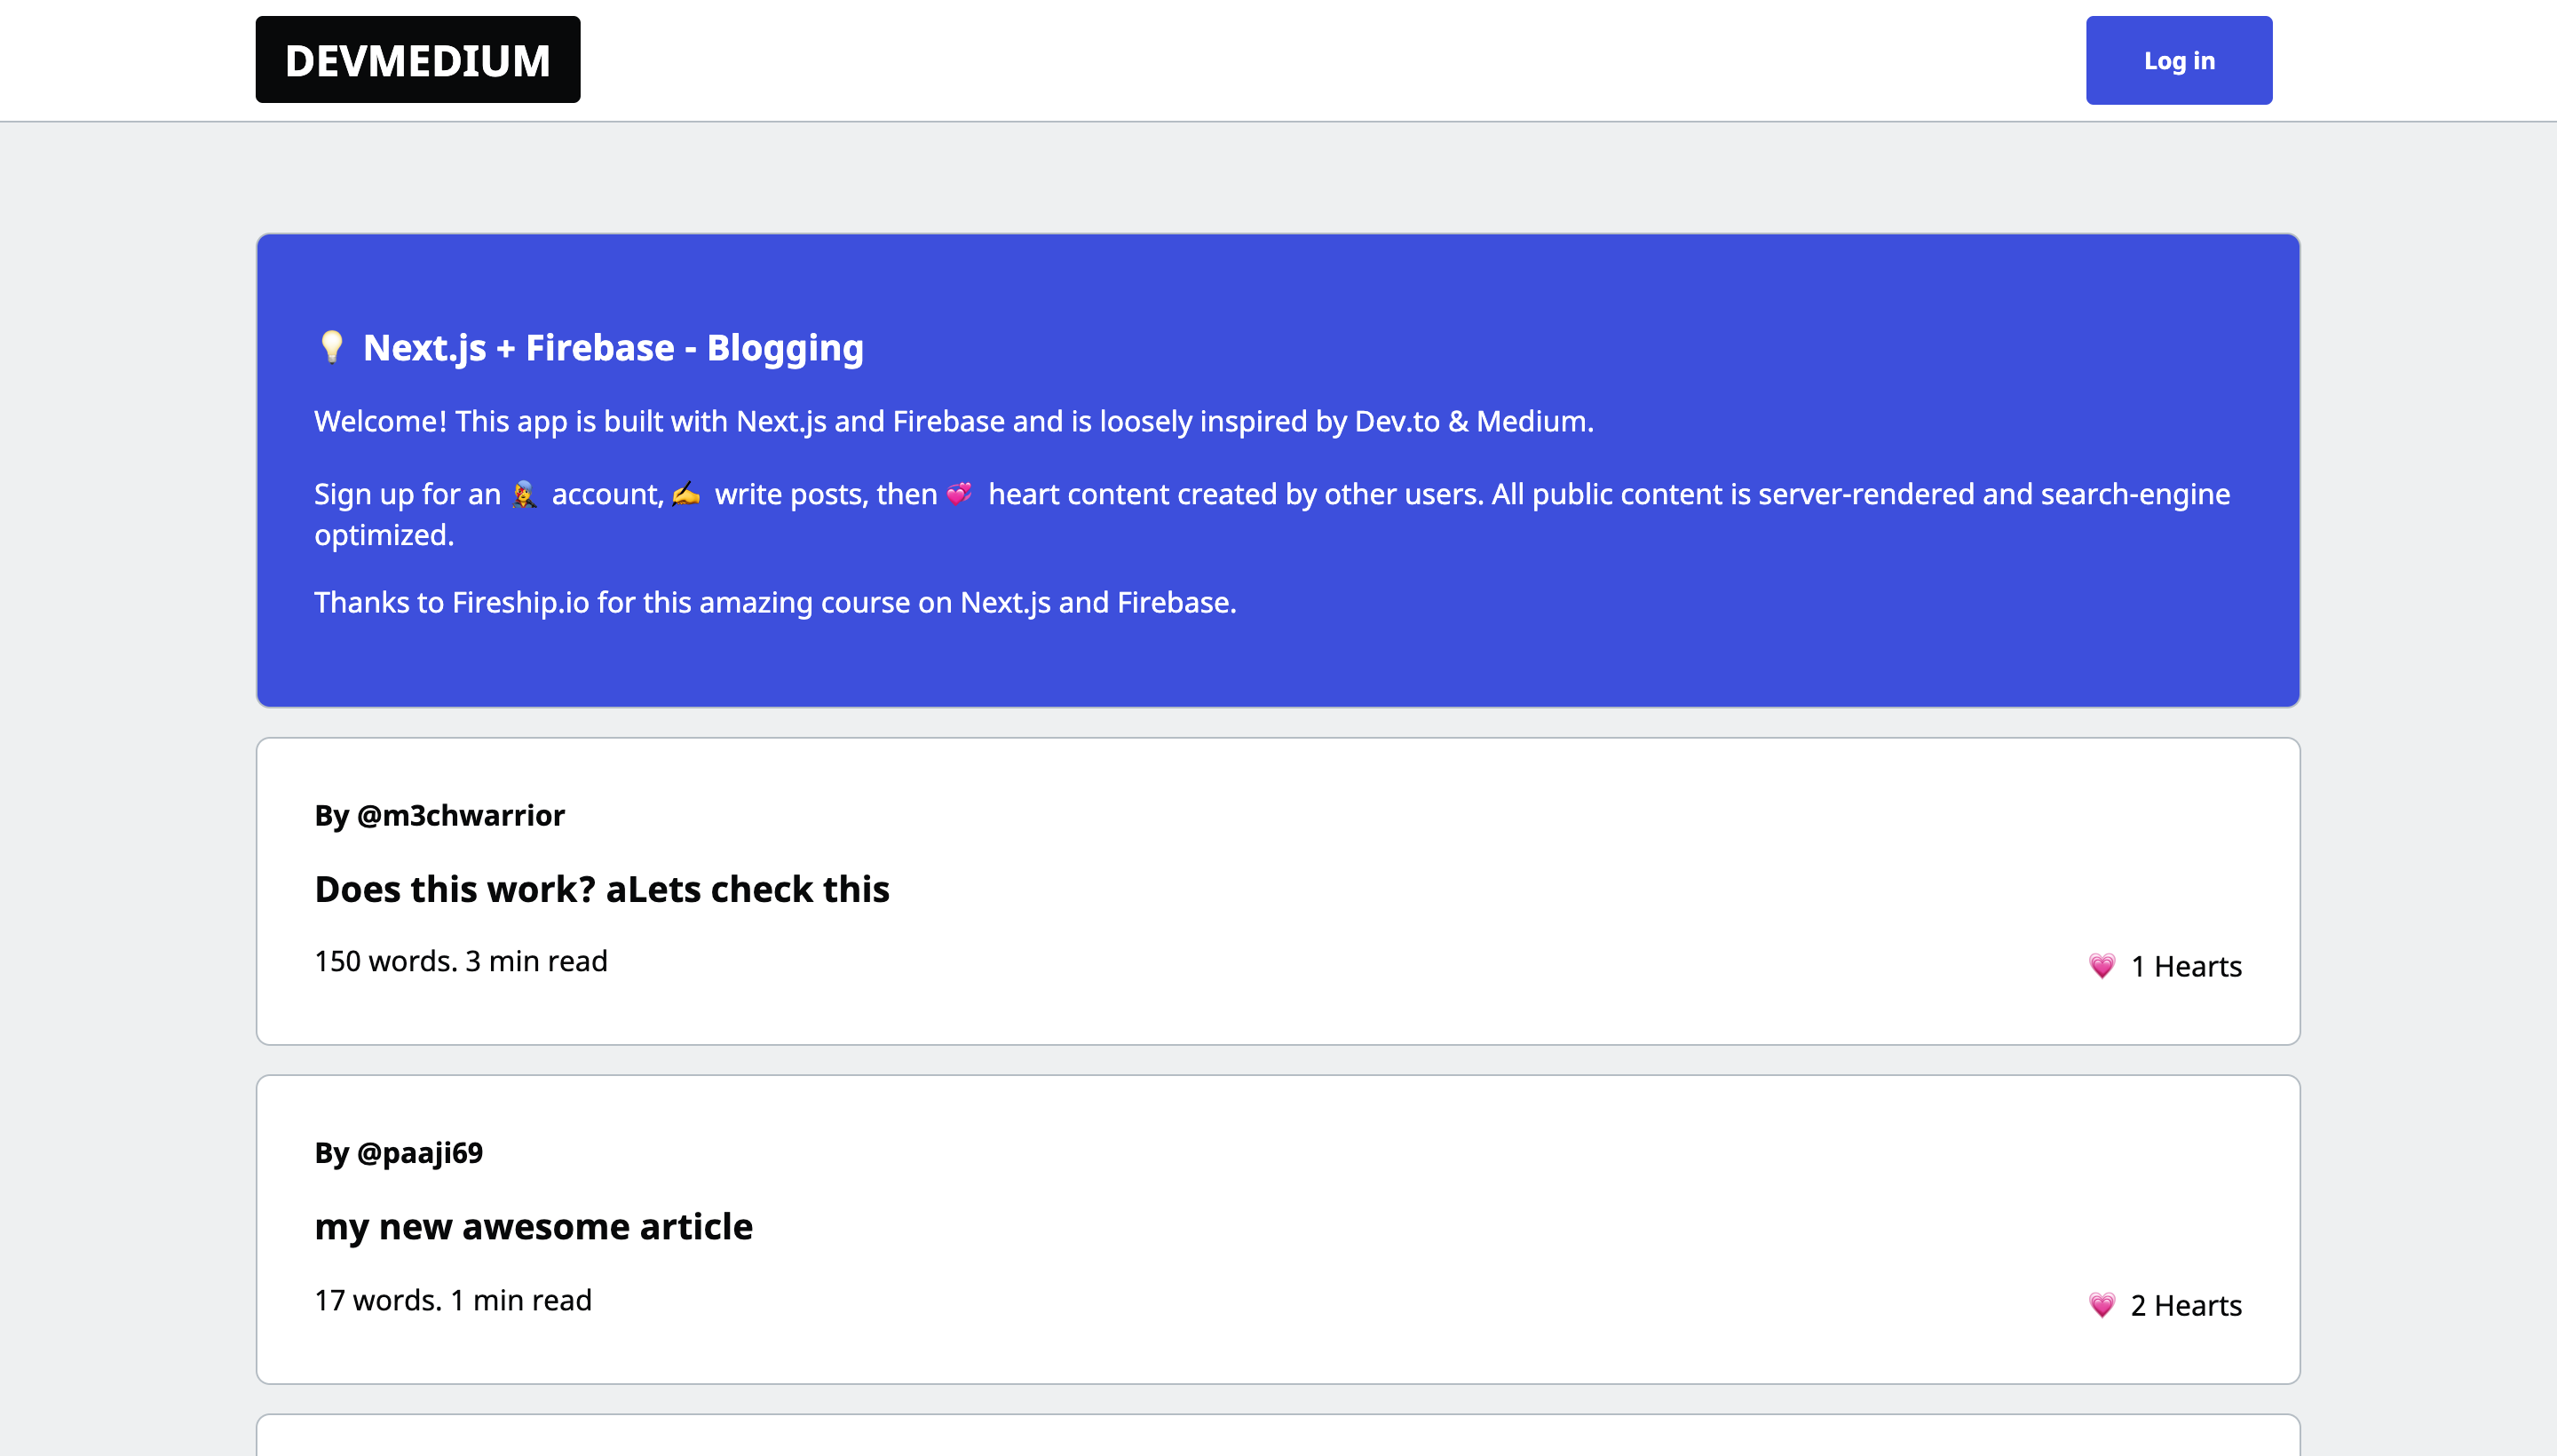 DEVMEDIUM
Log in
💡 Next.js + Firebase - Blogging
Welcome! This app is built with Next.js and Firebase and is loosely inspired by Dev.to & Medium.
Sign up for an 👩‍🎤 account, ✍️ write posts, then 💞 heart content created by other users. All public content is server-rendered and search-engine
optimized.
Thanks to Fireship.io for this amazing course on Next.js and Firebase.
By @m3chwarrior
Does this work? aLets check this
150 words. 3 min read
💗 1 Hearts
By @paaji69
my new awesome article
17 words. 1 min read
💗 2 Hearts